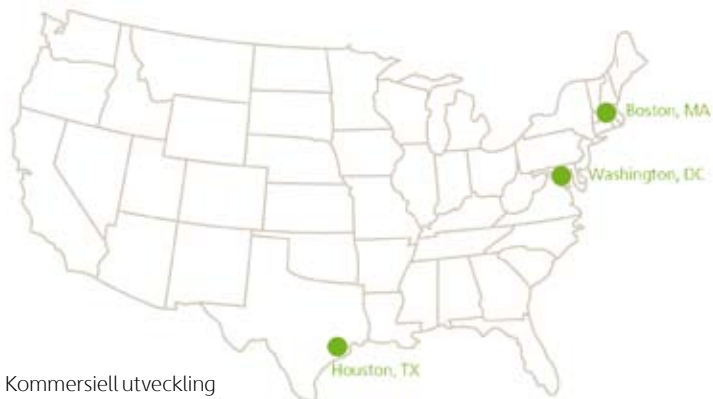 Boston, MA
Washington, DC
Houston, TX
Kommersiell utveckling